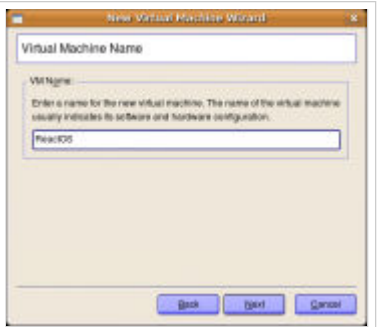 New Virtual Machine Wizard
Virtual Machine Name
VM Name:
Enter a name for the new virtual machine. The name of the virtual machine
usually indicates its software and hardware configuration.
ReactOS
Back Next Cancel